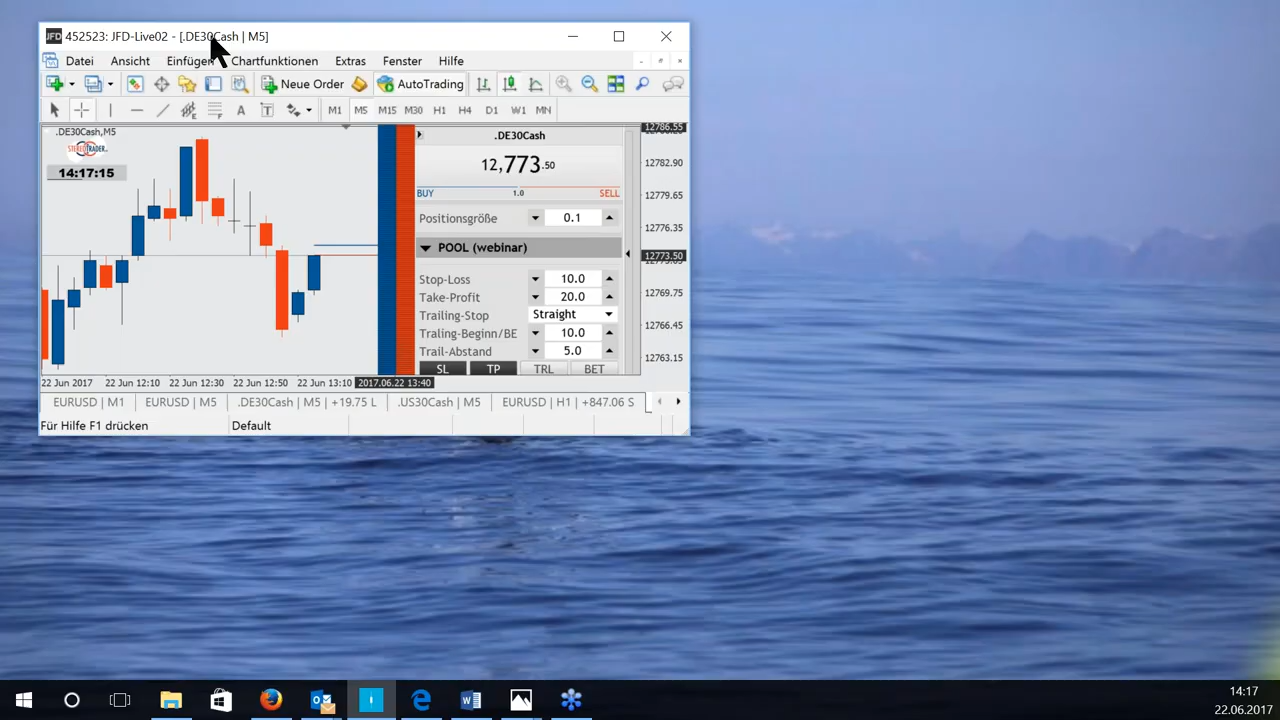 JFD 452523: JFD-Live02 - [.DE30Cash | M5]
Datei Ansicht Einfügen Chartfunktionen Extras Fenster Hilfe
Neue Order AutoTrading
A T M1 M5 M15 M30 H1 H4 D1 W1 MN
.DE30Cash,M5
STEREOTRADER
14:17:15
.DE30Cash
12,773.50
BUY 1.0 SELL
Positionsgröße 0.1
POOL (webinar)
Stop-Loss 10.0
Take-Profit 20.0
Trailing-Stop Straight
Traling-Beginn/BE 10.0
Trail-Abstand 5.0
SL TP TRL BET
12786.55
12782.90
12779.65
12776.35
12773.50
12769.75
12766.45
12763.15
22 Jun 2017 22 Jun 12:10 22 Jun 12:30 22 Jun 12:50 22 Jun 13:10 2017.06.22 13:40
EURUSD | M1 EURUSD | M5 .DE30Cash | M5 | +19.75 L .US30Cash | M5 EURUSD | H1 | +847.06 S
Für Hilfe F1 drücken Default
14:17
22.06.2017